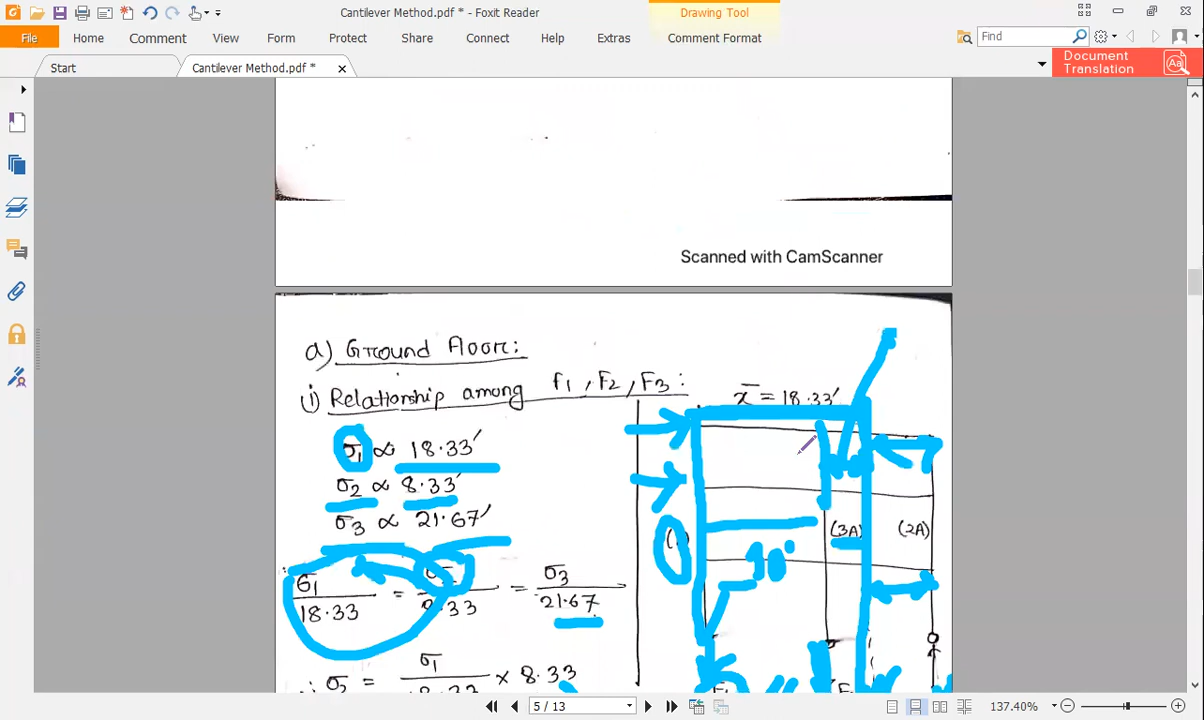 Cantilever Method.pdf * - Foxit Reader
Drawing Tool
File Home Comment View Form Protect Share Connect Help Extras Comment Format Find
Start Cantilever Method.pdf * Document Translation
Scanned with CamScanner
a) Ground floor:
i) Relationship among F1, F2, F3:
x̄ = 18.33'
σ1 ∝ 18.33'
σ2 ∝ 8.33'
σ3 ∝ 21.67'
(3A) (2A)
10'
σ1/18.33 = /8.33 = σ3/21.67
∴ σ2 = σ1/18.33 × 8.33
5 / 13 137.40%